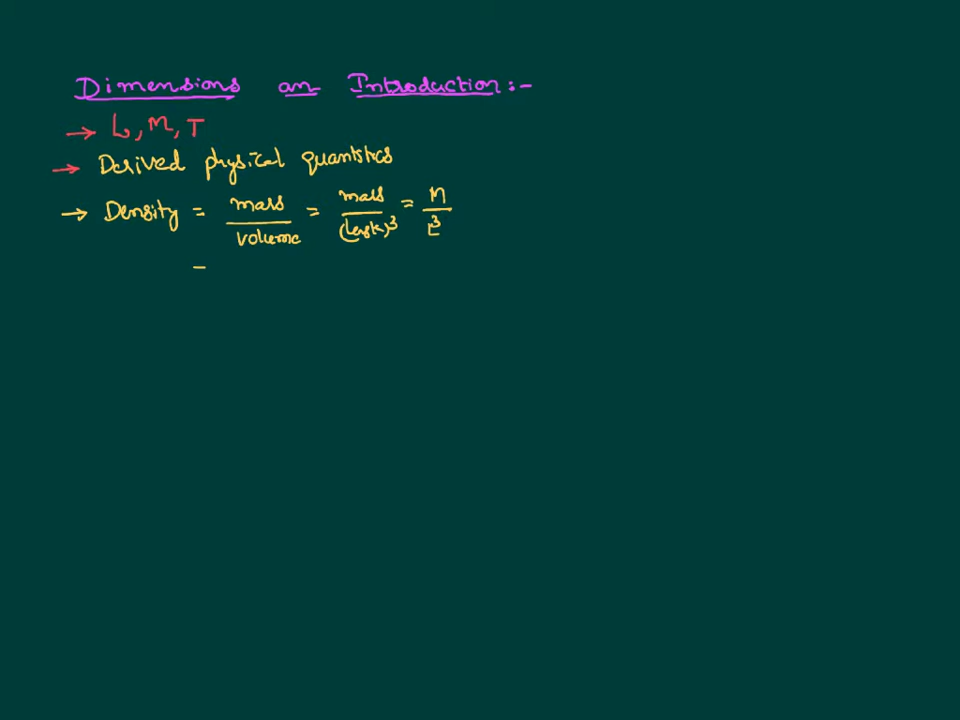 Dimensions an Introduction :-
→ L, M, T
→ Derived physical quantities
→ Density = mass/volume = mass/(length)³ = M/L³
=